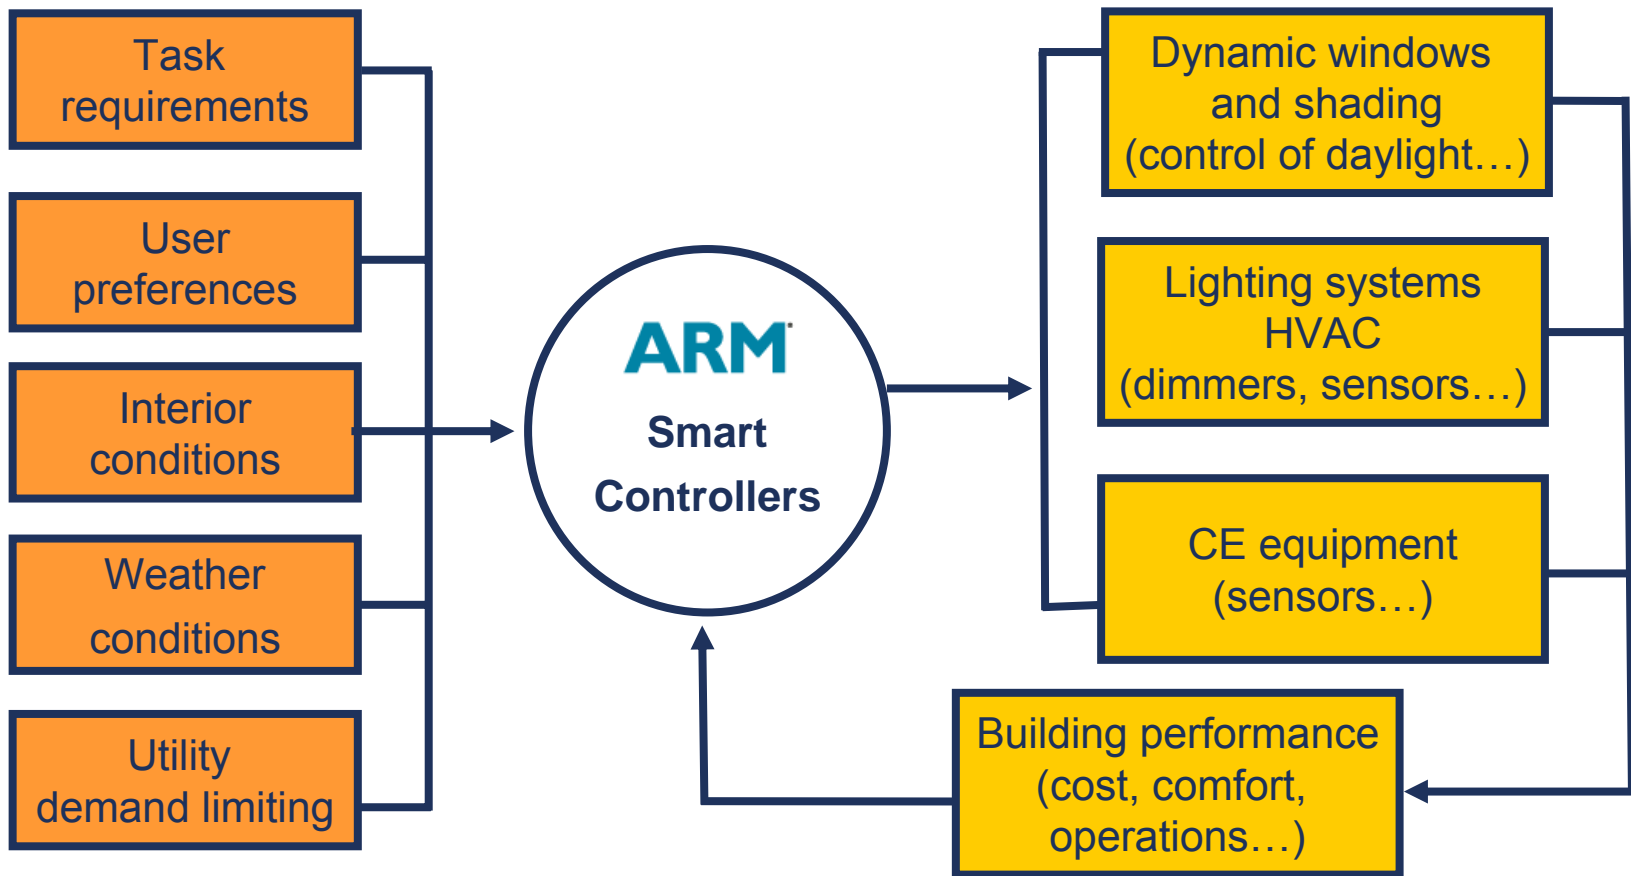 Task
requirements
User
preferences
Interior
conditions
Weather
conditions
Utility
demand limiting
ARM
Smart
Controllers
Dynamic windows
and shading
(control of daylight…)
Lighting systems
HVAC
(dimmers, sensors…)
CE equipment
(sensors…)
Building performance
(cost, comfort,
operations…)